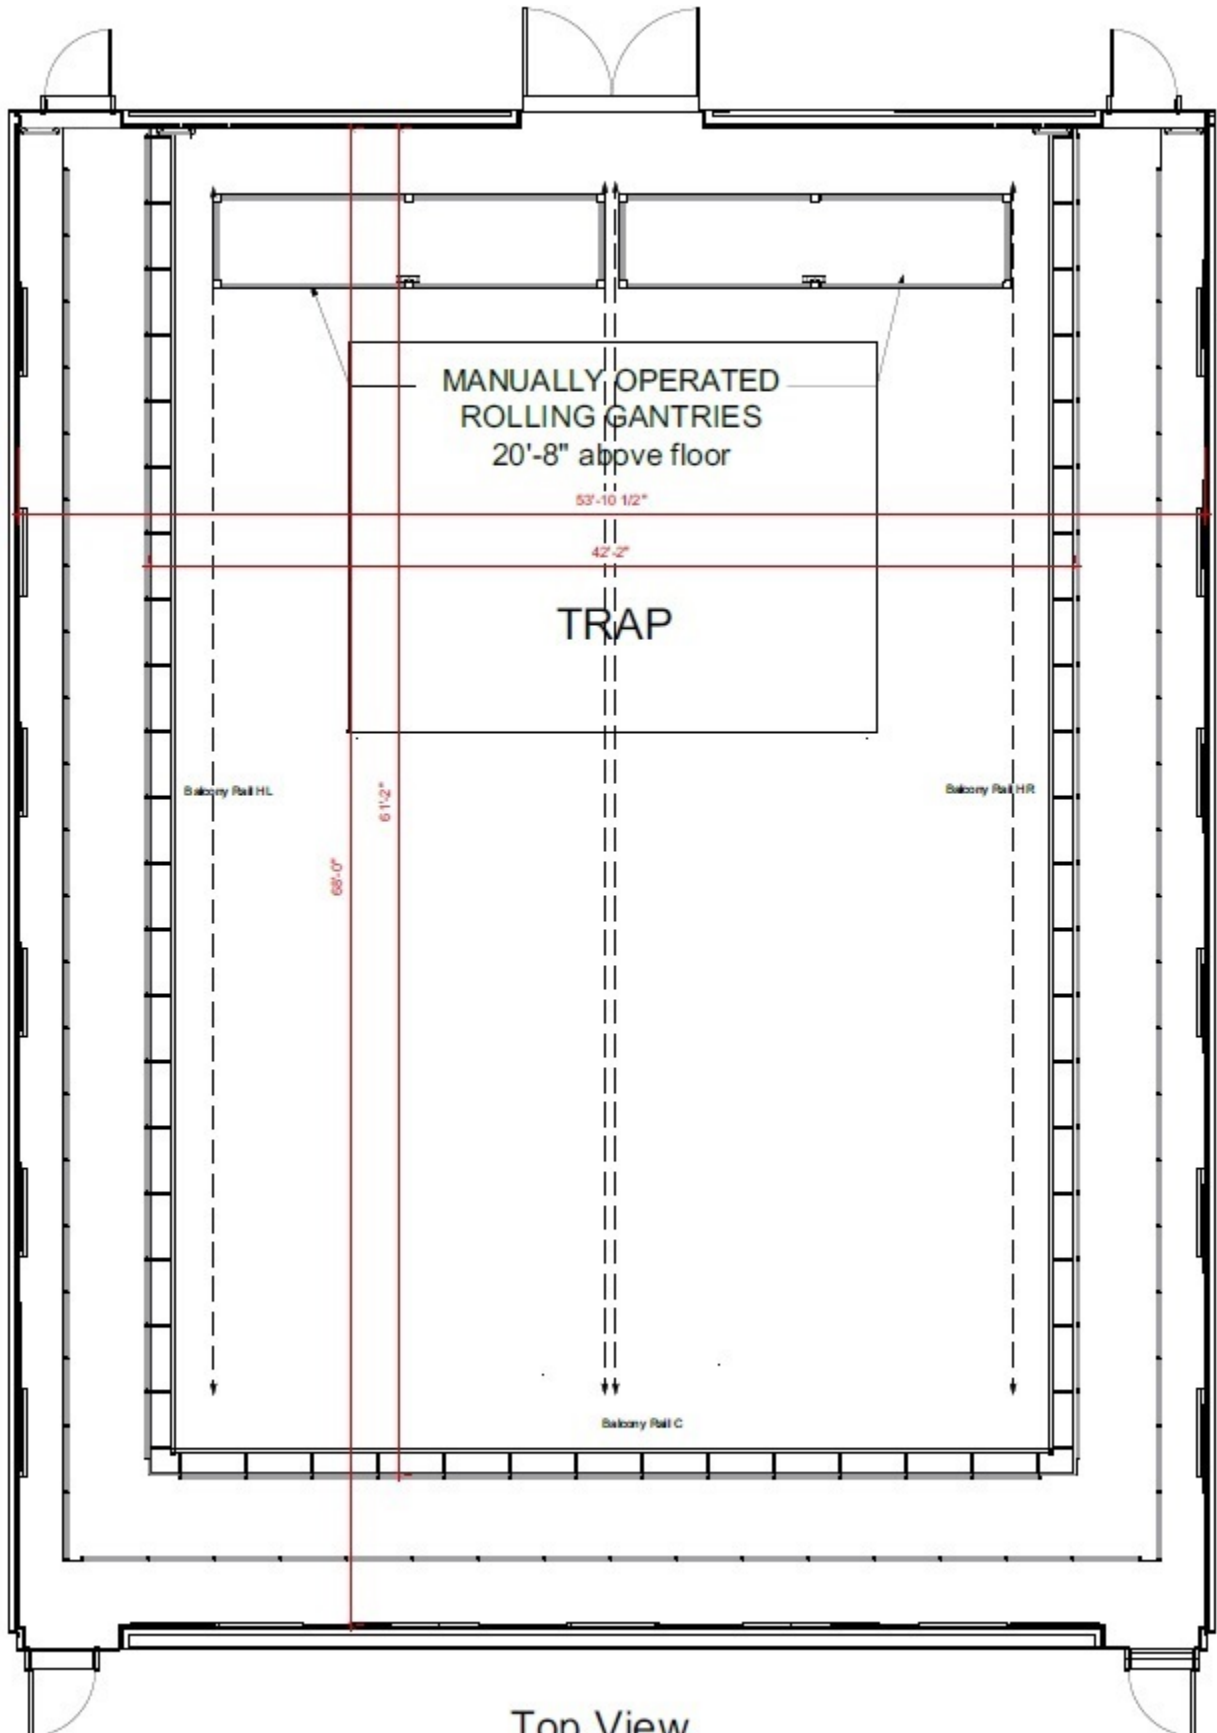 MANUALLY OPERATED
ROLLING GANTRIES
20'-8" above floor
53'-10 1/2"
42'-2"
TRAP
Balcony Rail HL
Balcony Rail HR
61'-2"
68'-0"
Balcony Rail C
Top View